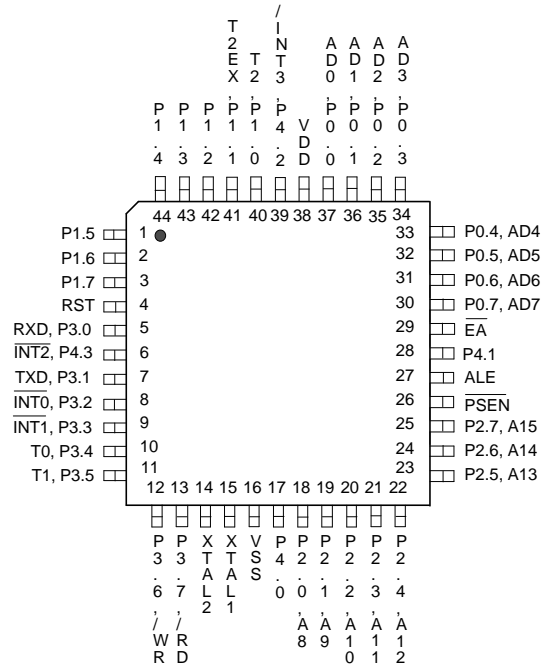 P1.4
P1.3
P1.2
T2EX,P1.1
T2,P1.0
/INT3,P4.2
VDD
AD0,P0.0
AD1,P0.1
AD2,P0.2
AD3,P0.3
44 43 42 41 40 39 38 37 36 35 34
P1.5 1
P1.6 2
P1.7 3
RST 4
RXD, P3.0 5
INT2, P4.3 6
TXD, P3.1 7
INT0, P3.2 8
INT1, P3.3 9
T0, P3.4 10
T1, P3.5 11
33 P0.4, AD4
32 P0.5, AD5
31 P0.6, AD6
30 P0.7, AD7
29 EA
28 P4.1
27 ALE
26 PSEN
25 P2.7, A15
24 P2.6, A14
23 P2.5, A13
12 13 14 15 16 17 18 19 20 21 22
P3.6,/WR
P3.7,/RD
XTAL2
XTAL1
VSS
P4.0
P2.0,A8
P2.1,A9
P2.2,A10
P2.3,A11
P2.4,A12